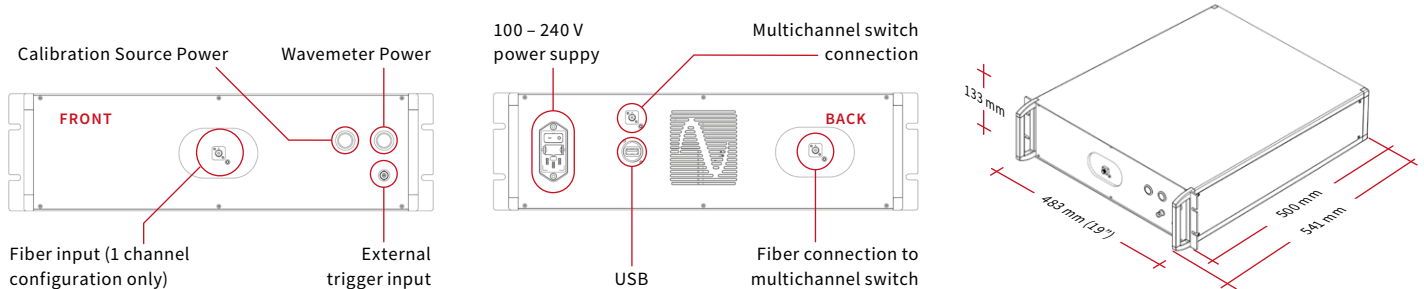 Calibration Source Power
Wavemeter Power
FRONT
Fiber input (1 channel
configuration only)
External
trigger input
100 – 240 V
power suppy
Multichannel switch
connection
BACK
USB
Fiber connection to
multichannel switch
133 mm
483 mm (19")
500 mm
541 mm